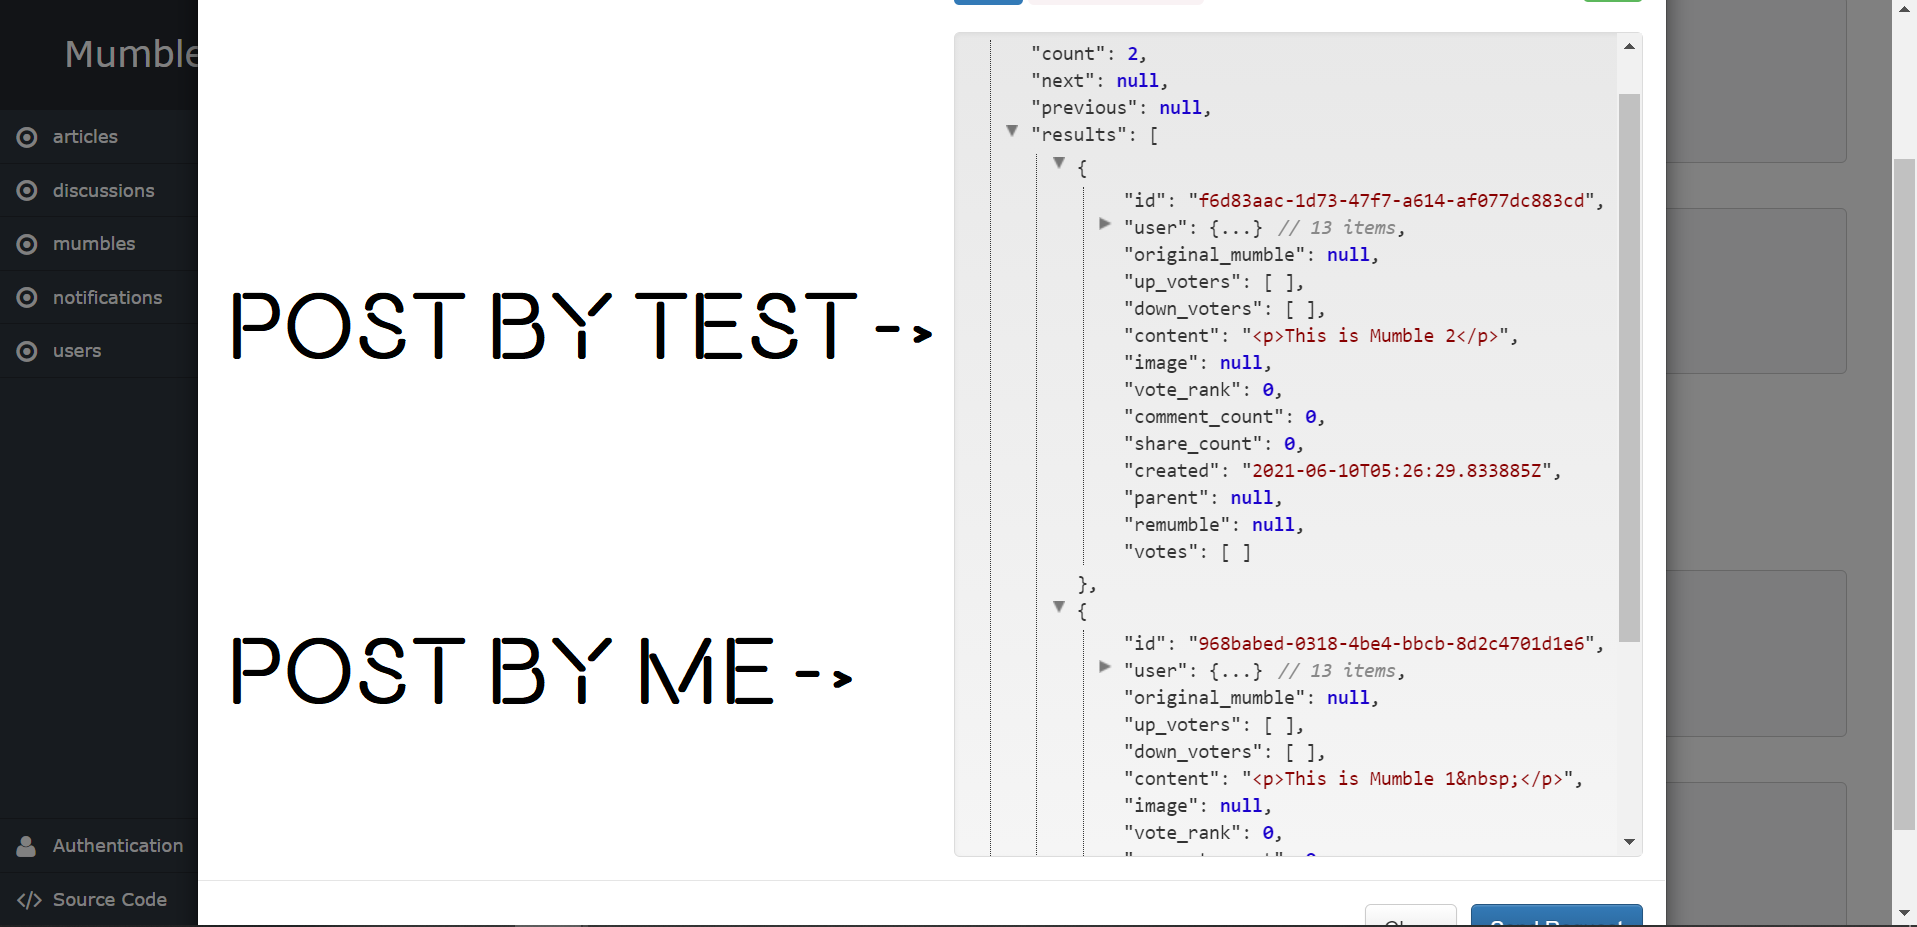 Mumble
articles
discussions
mumbles
notifications
users
Authentication
Source Code
POST BY TEST ->
POST BY ME ->
"count": 2,
"next": null,
"previous": null,
"results": [
{
"id": "f6d83aac-1d73-47f7-a614-af077dc883cd",
"user": {...} // 13 items,
"original_mumble": null,
"up_voters": [ ],
"down_voters": [ ],
"content": "<p>This is Mumble 2</p>",
"image": null,
"vote_rank": 0,
"comment_count": 0,
"share_count": 0,
"created": "2021-06-10T05:26:29.833885Z",
"parent": null,
"remumble": null,
"votes": [ ]
},
{
"id": "968babed-0318-4be4-bbcb-8d2c4701d1e6",
"user": {...} // 13 items,
"original_mumble": null,
"up_voters": [ ],
"down_voters": [ ],
"content": "<p>This is Mumble 1&nbsp;</p>",
"image": null,
"vote_rank": 0,